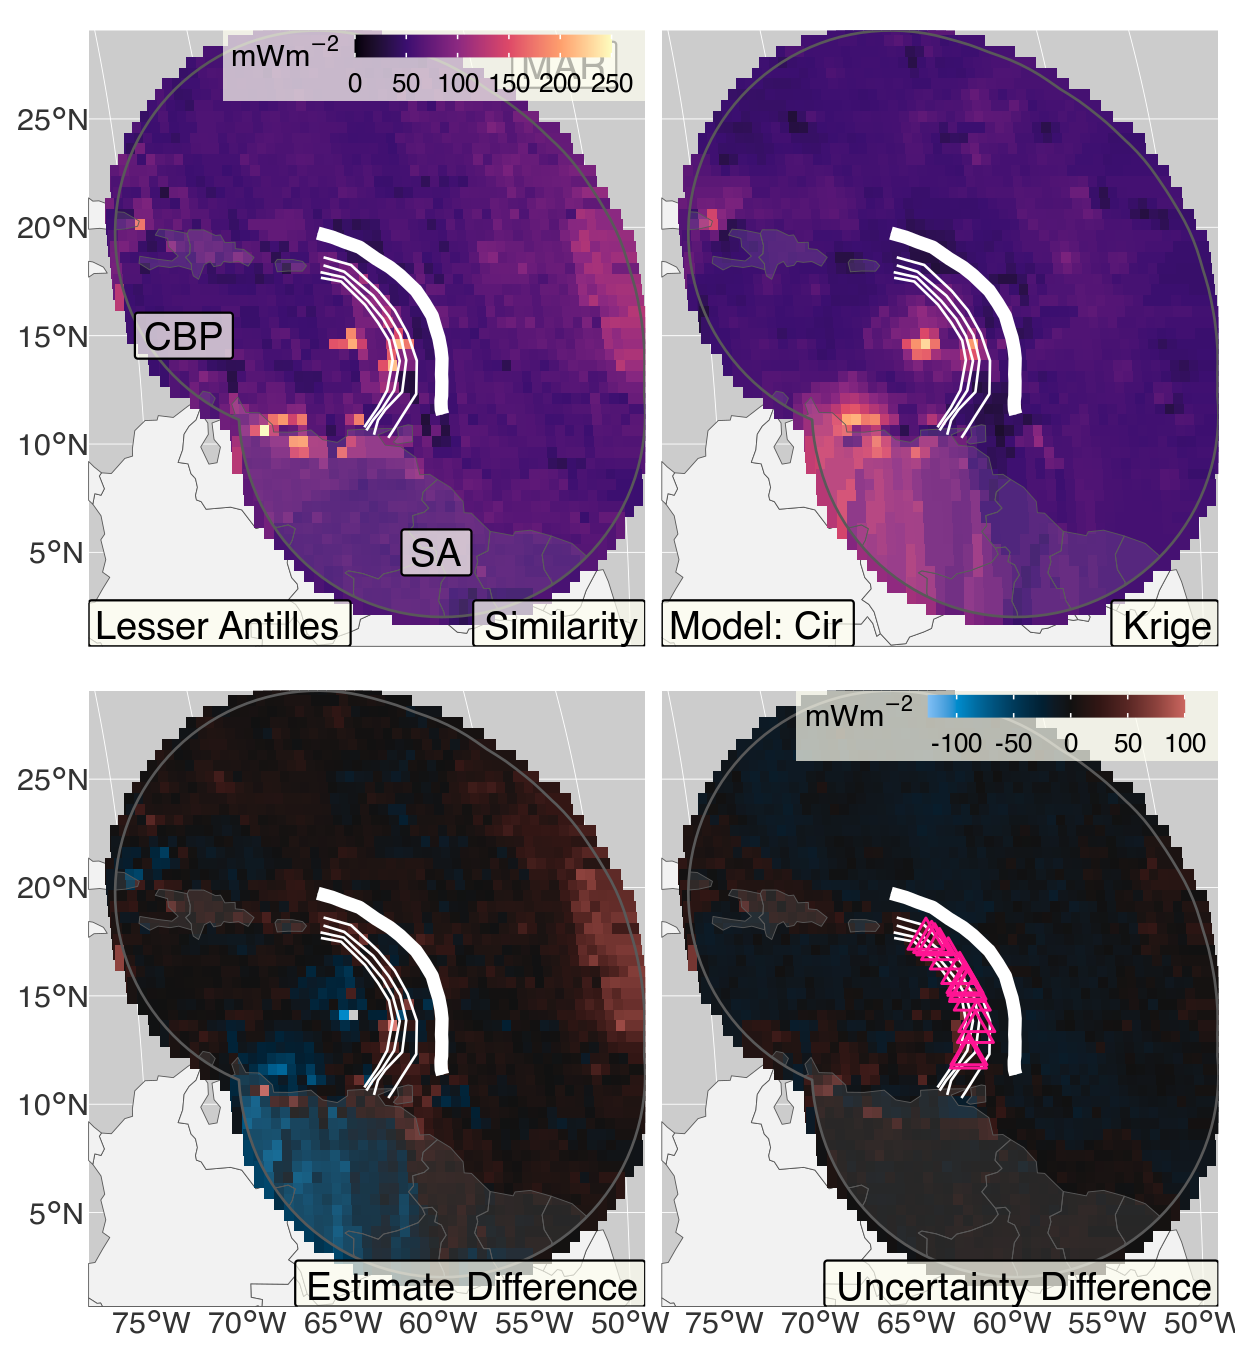 mWm⁻²
0 50 100 150 200 250
MAR
25°N
20°N
15°N
10°N
5°N
CBP
SA
Lesser Antilles
Similarity
Model: Cir
Krige
mWm⁻²
-100 -50 0 50 100
25°N
20°N
15°N
10°N
5°N
Estimate Difference
Uncertainty Difference
75°W 70°W 65°W 60°W 55°W 50°W
75°W 70°W 65°W 60°W 55°W 50°W